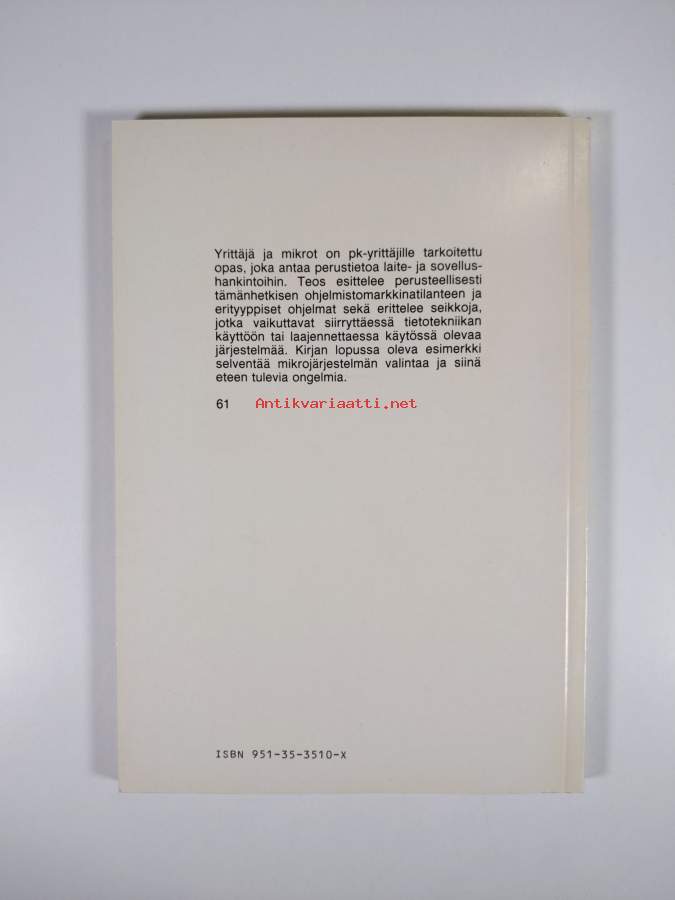 Yrittäjä ja mikrot on pk-yrittäjille tarkoitettu
opas, joka antaa perustietoa laite- ja sovellus-
hankintoihin. Teos esittelee perusteellisesti
tämänhetkisen ohjelmistomarkkinatilanteen ja
erityyppiset ohjelmat sekä erittelee seikkoja,
jotka vaikuttavat siirryttäessä tietotekniikan
käyttöön tai laajennettaessa käytössä olevaa
järjestelmää. Kirjan lopussa oleva esimerkki
selventää mikrojärjestelmän valintaa ja siinä
eteen tulevia ongelmia.
61 Antikvariaatti.net
ISBN 951-35-3510-X